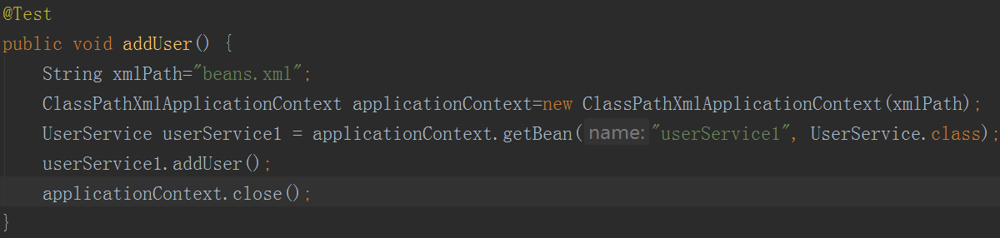 @Test
public void addUser() {
String xmlPath="beans.xml";
ClassPathXmlApplicationContext applicationContext=new ClassPathXmlApplicationContext(xmlPath);
UserService userService1 = applicationContext.getBean( name: "userService1", UserService.class);
userService1.addUser();
applicationContext.close();
}